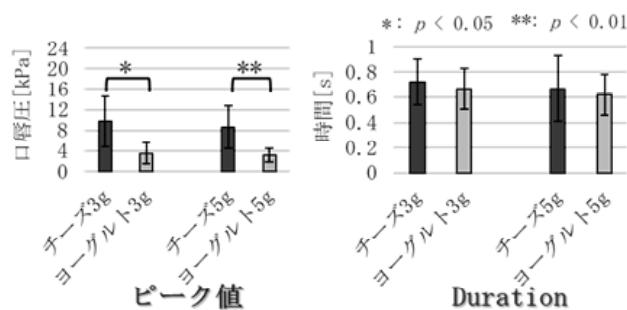 *: p < 0.05 **: p < 0.01
口唇圧[kPa]
24
20
16
12
8
4
0
*
**
チーズ3g
ヨーグルト3g
チーズ5g
ヨーグルト5g
ピーク値
時間[s]
1
0.8
0.6
0.4
0.2
0
チーズ3g
ヨーグルト3g
チーズ5g
ヨーグルト5g
Duration